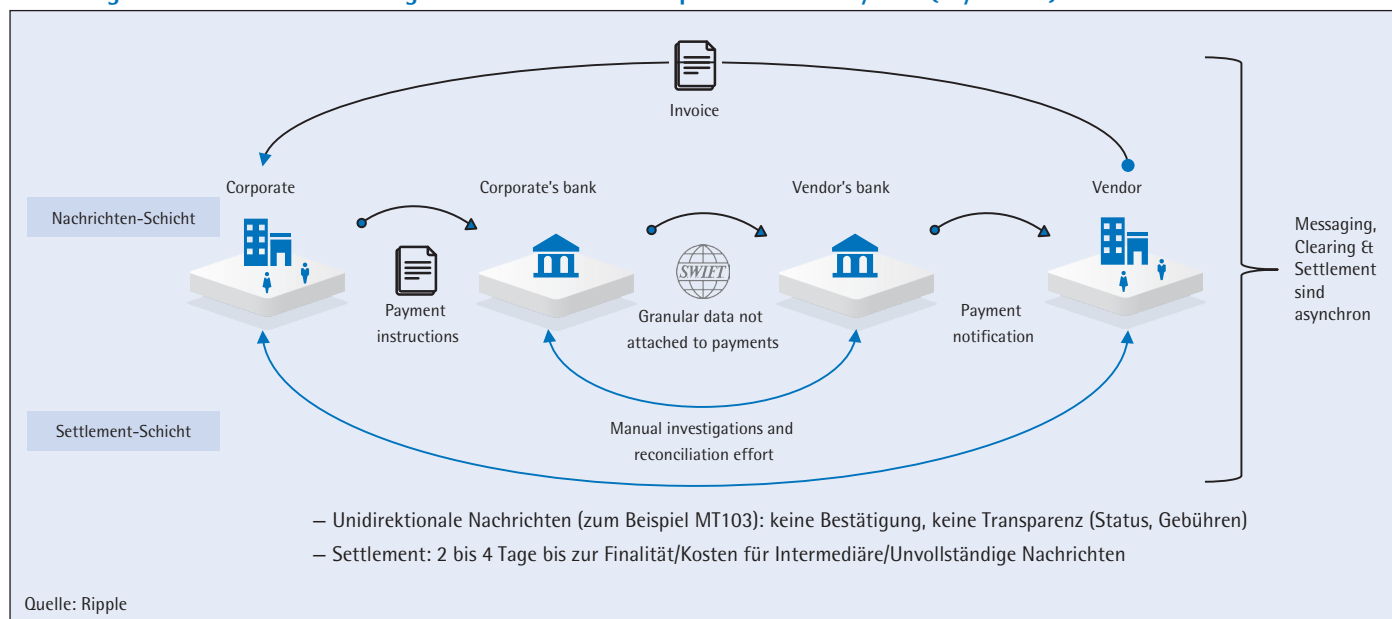 Invoice
Corporate
Corporate's bank
Vendor's bank
Vendor
Nachrichten-Schicht
SWIFT
Payment
instructions
Granular data not
attached to payments
Payment
notification
Messaging,
Clearing &
Settlement
sind
asynchron
Settlement-Schicht
Manual investigations and
reconciliation effort
– Unidirektionale Nachrichten (zum Beispiel MT103): keine Bestätigung, keine Transparenz (Status, Gebühren)
– Settlement: 2 bis 4 Tage bis zur Finalität/Kosten für Intermediäre/Unvollständige Nachrichten
Quelle: Ripple